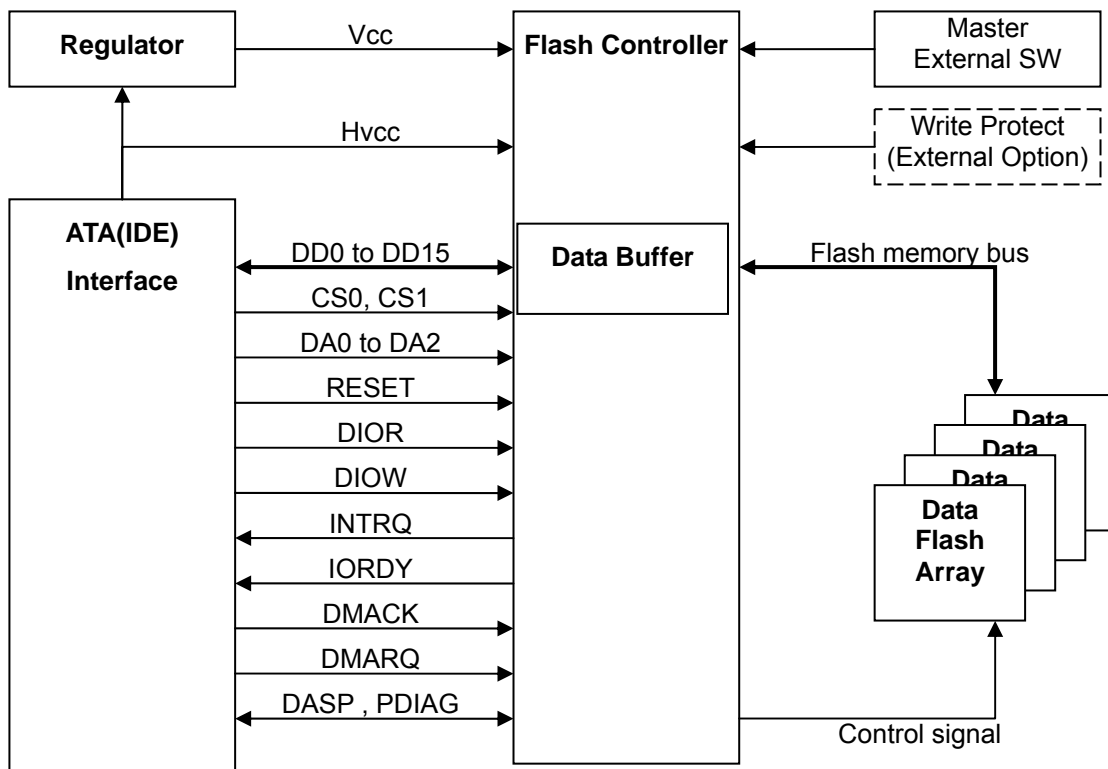 Regulator
Vcc
Flash Controller
Master
External SW
Hvcc
Write Protect
(External Option)
ATA(IDE)
Interface
DD0 to DD15
Data Buffer
Flash memory bus
CS0, CS1
DA0 to DA2
RESET
DIOR
DIOW
INTRQ
IORDY
DMACK
DMARQ
DASP , PDIAG
Data
Data
Data
Data
Flash
Array
Control signal